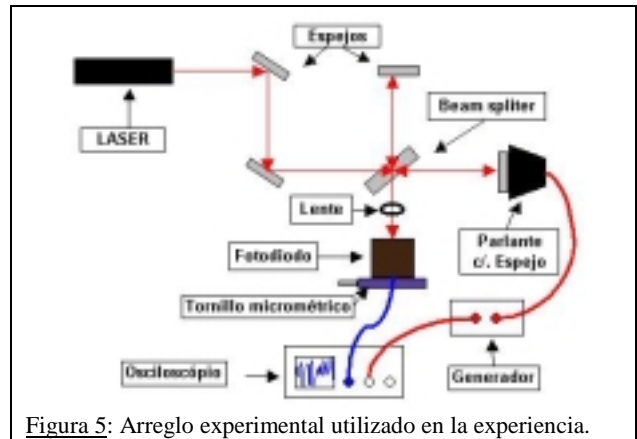 Espejos
LASER
Beam spliter
Lente
Parlante
c/. Espejo
Fotodíodo
Tornillo micrométrico
Osciloscópio
Generador
Figura 5: Arreglo experimental utilizado en la experiencia.